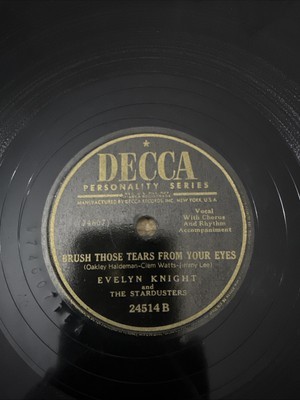 DECCA
PERSONALITY SERIES
MANUFACTURED BY DECCA RECORDS, INC. NEW YORK, U.S.A.
Vocal
With Chorus
And Rhythm
Accompaniment
BRUSH THOSE TEARS FROM YOUR EYES
(Oakley Haldeman-Clem Watts-Jimmy Lee)
EVELYN KNIGHT
and
THE STARDUSTERS
24514 B